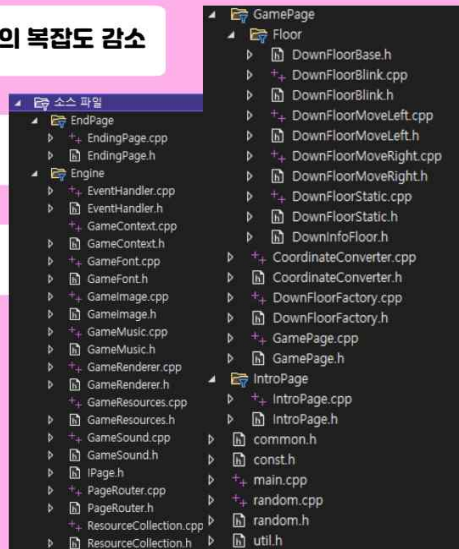 의 복잡도 감소
소스 파일
EndPage
EndingPage.cpp
EndingPage.h
Engine
EventHandler.cpp
EventHandler.h
GameContext.cpp
GameContext.h
GameFont.cpp
GameFont.h
GameImage.cpp
GameImage.h
GameMusic.cpp
GameMusic.h
GameRenderer.cpp
GameRenderer.h
GameResources.cpp
GameResources.h
GameSound.cpp
GameSound.h
IPage.h
PageRouter.cpp
PageRouter.h
ResourceCollection.cpp
ResourceCollection.h
GamePage
Floor
DownFloorBase.h
DownFloorBlink.cpp
DownFloorBlink.h
DownFloorMoveLeft.cpp
DownFloorMoveLeft.h
DownFloorMoveRight.cpp
DownFloorMoveRight.h
DownFloorStatic.cpp
DownFloorStatic.h
DownInfoFloor.h
CoordinateConverter.cpp
CoordinateConverter.h
DownFloorFactory.cpp
DownFloorFactory.h
GamePage.cpp
GamePage.h
IntroPage
IntroPage.cpp
IntroPage.h
common.h
const.h
main.cpp
random.cpp
random.h
util.h